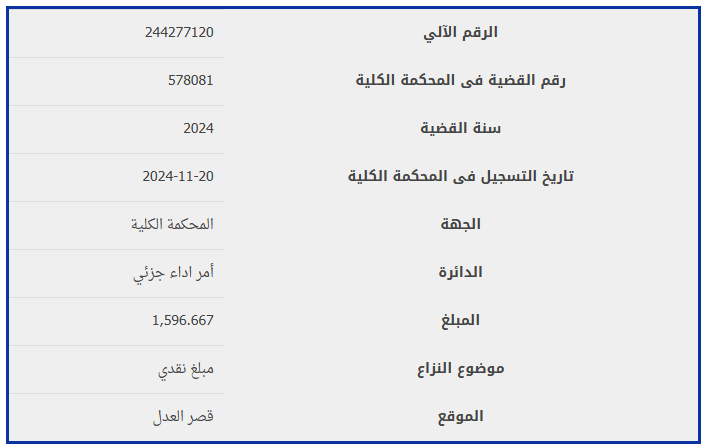 الرقم الآلي 244277120
رقم القضية فى المحكمة الكلية 578081
سنة القضية 2024
تاريخ التسجيل فى المحكمة الكلية 2024-11-20
الجهة المحكمة الكلية
الدائرة أمر اداء جزئي
المبلغ 1,596.667
موضوع النزاع مبلغ نقدي
الموقع قصر العدل